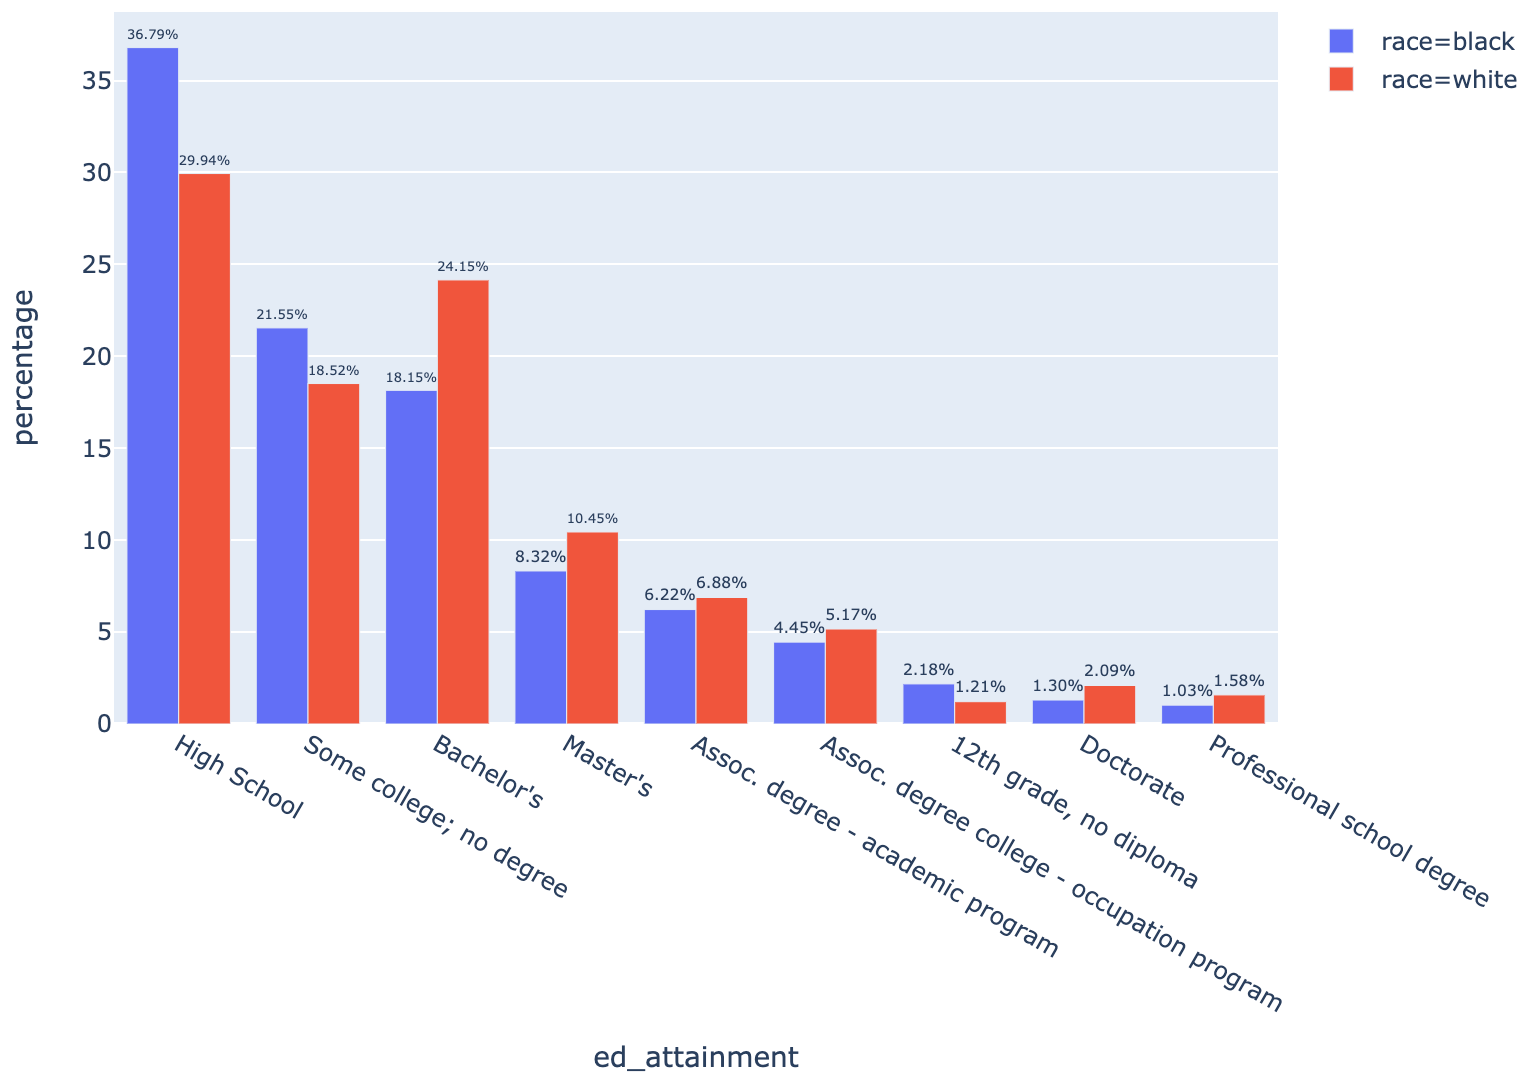 race=black
race=white
percentage
35
30
25
20
15
10
5
0
36.79%
29.94%
21.55%
18.52%
18.15%
24.15%
8.32%
10.45%
6.22%
6.88%
4.45%
5.17%
2.18%
1.21%
1.30%
2.09%
1.03%
1.58%
High School
Some college; no degree
Bachelor's
Master's
Assoc. degree - academic program
Assoc. degree college - occupation program
12th grade, no diploma
Doctorate
Professional school degree
ed_attainment